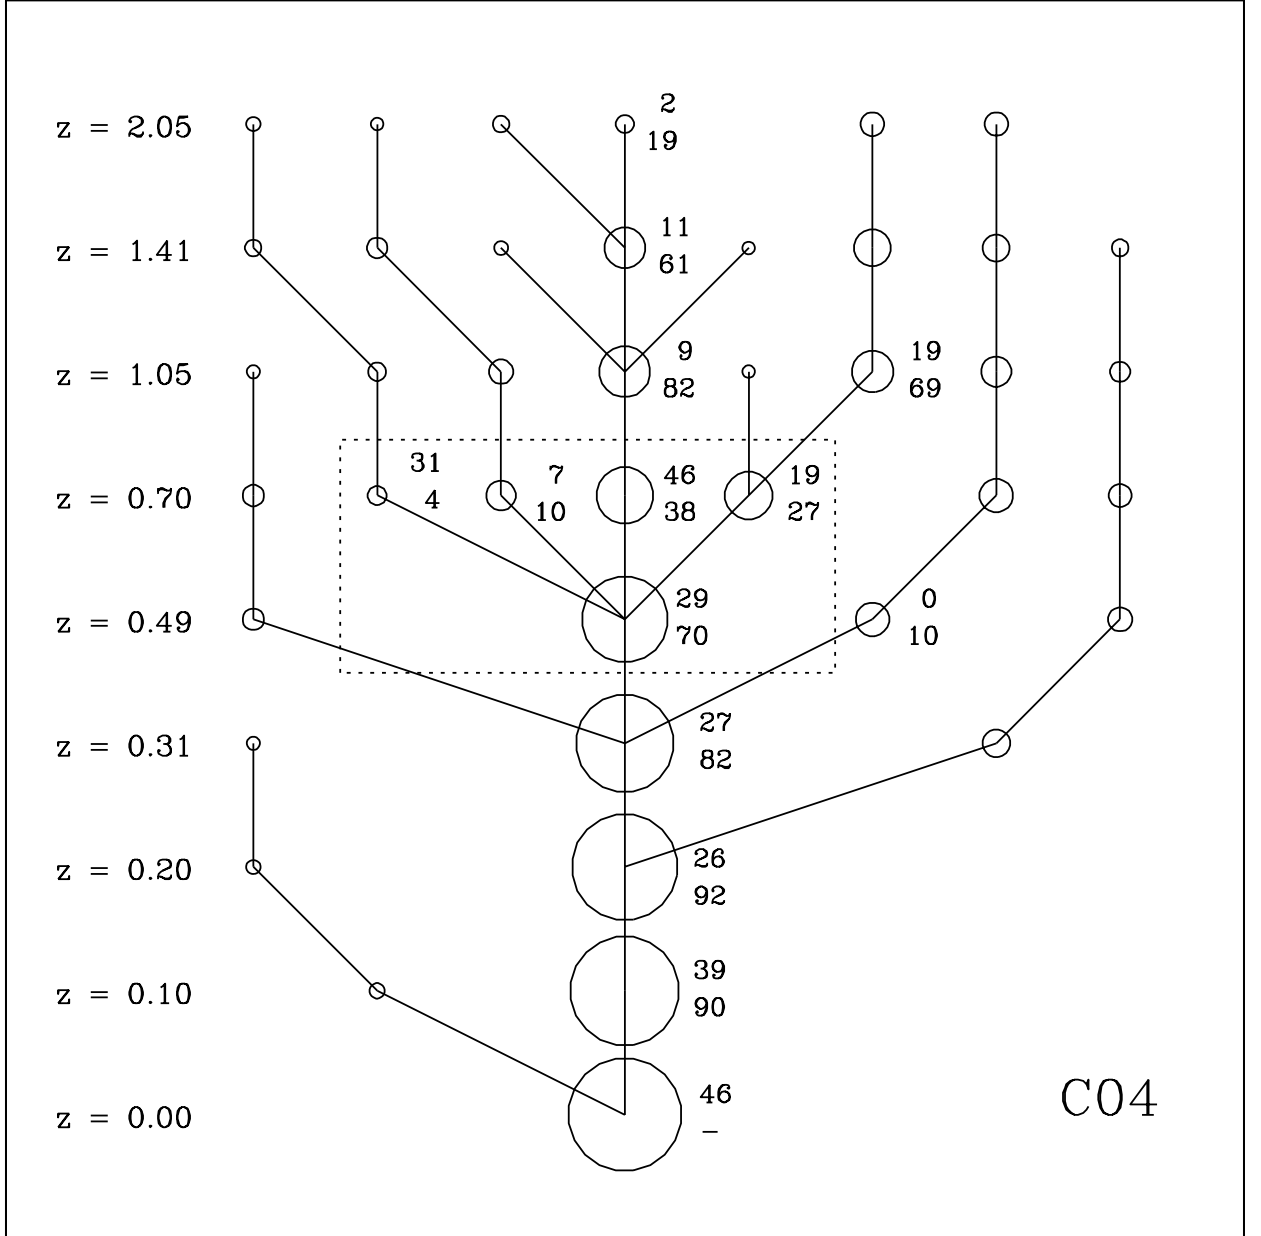 2
z = 2.05
19
11
z = 1.41
61
9
19
z = 1.05
82
69
31
7
46
19
z = 0.70
4
10
38
27
29
0
z = 0.49
70
10
27
z = 0.31
82
26
z = 0.20
92
39
z = 0.10
90
46
C04
z = 0.00
–